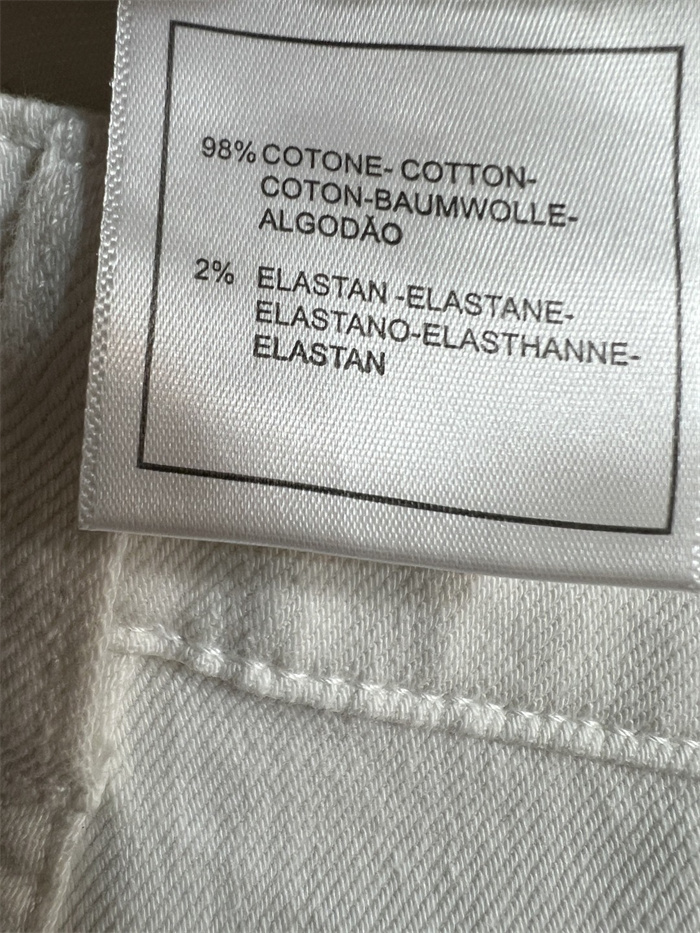 98% COTONE- COTTON-
COTON-BAUMWOLLE-
ALGODÃO
2% ELASTAN -ELASTANE-
ELASTANO-ELASTHANNE-
ELASTAN